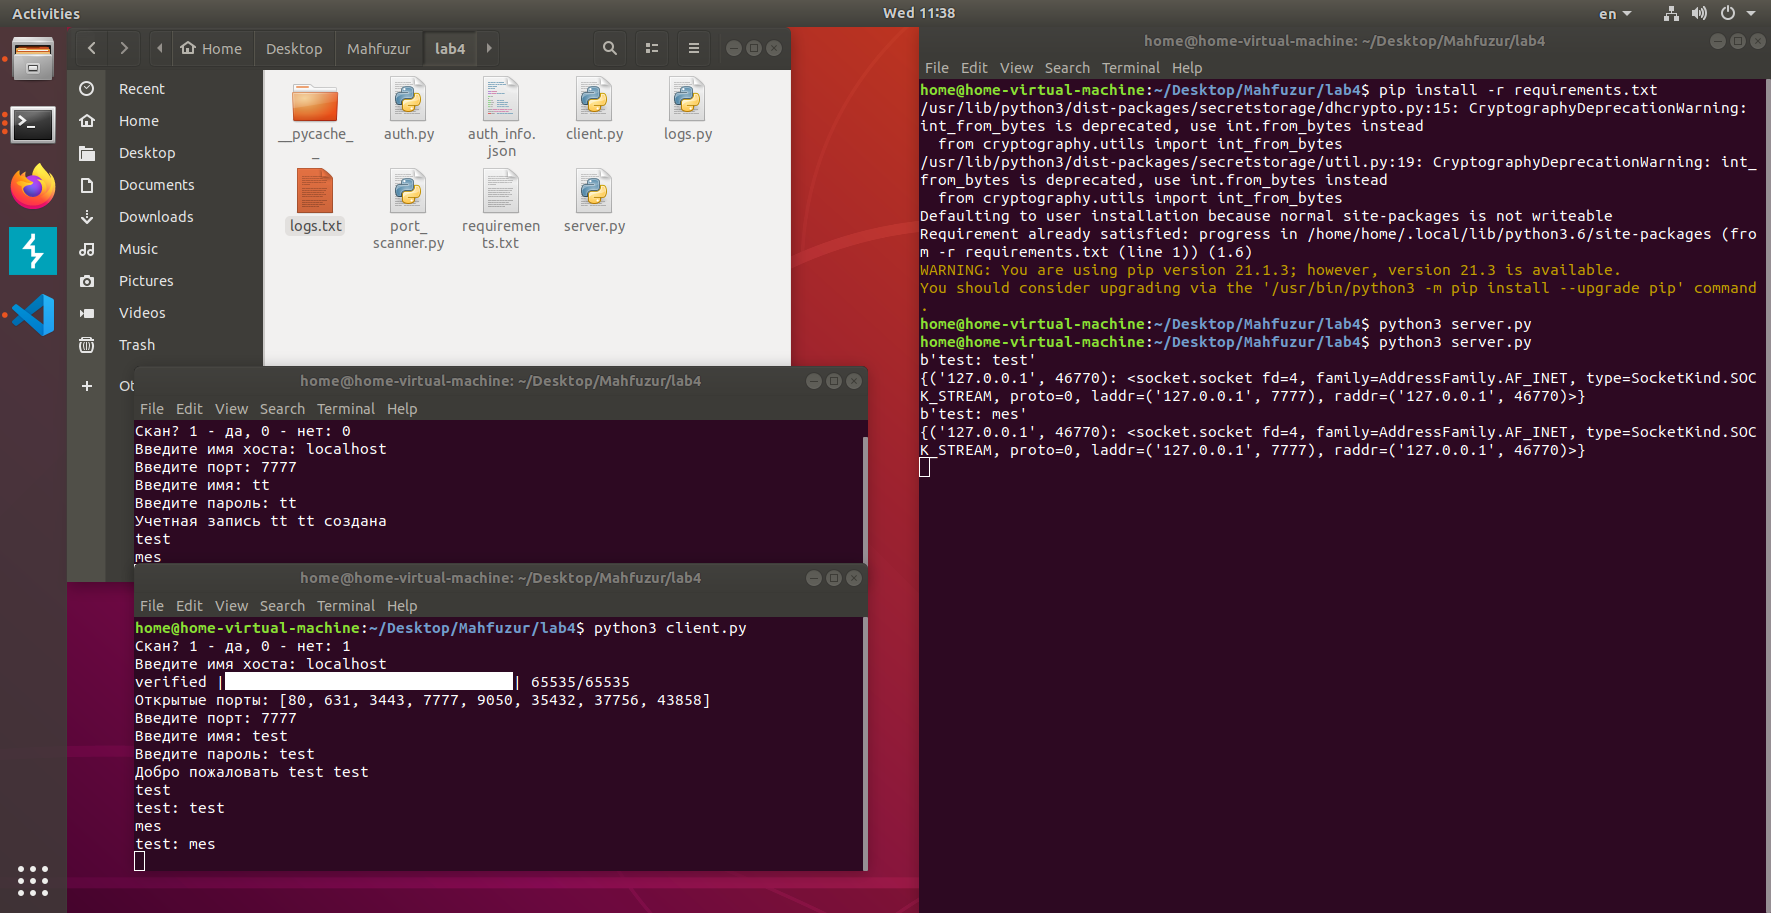 Activities
Wed 11:38
en
Home
Desktop
Mahfuzur
lab4
Recent
Home
Desktop
Documents
Downloads
Music
Pictures
Videos
Trash
Ot
__pycache_
_
auth.py
auth_info.
json
client.py
logs.py
logs.txt
port_
scanner.py
requiremen
ts.txt
server.py
home@home-virtual-machine: ~/Desktop/Mahfuzur/lab4
File Edit View Search Terminal Help
Скан? 1 - да, 0 - нет: 0
Введите имя хоста: localhost
Введите порт: 7777
Введите имя: tt
Введите пароль: tt
Учетная запись tt tt создана
test
mes
home@home-virtual-machine: ~/Desktop/Mahfuzur/lab4
File Edit View Search Terminal Help
home@home-virtual-machine:~/Desktop/Mahfuzur/lab4$ python3 client.py
Скан? 1 - да, 0 - нет: 1
Введите имя хоста: localhost
verified | | 65535/65535
Открытые порты: [80, 631, 3443, 7777, 9050, 35432, 37756, 43858]
Введите порт: 7777
Введите имя: test
Введите пароль: test
Добро пожаловать test test
test
test: test
mes
test: mes
home@home-virtual-machine: ~/Desktop/Mahfuzur/lab4
File Edit View Search Terminal Help
home@home-virtual-machine:~/Desktop/Mahfuzur/lab4$ pip install -r requirements.txt
/usr/lib/python3/dist-packages/secretstorage/dhcrypto.py:15: CryptographyDeprecationWarning:
int_from_bytes is deprecated, use int.from_bytes instead
from cryptography.utils import int_from_bytes
/usr/lib/python3/dist-packages/secretstorage/util.py:19: CryptographyDeprecationWarning: int_
from_bytes is deprecated, use int.from_bytes instead
from cryptography.utils import int_from_bytes
Defaulting to user installation because normal site-packages is not writeable
Requirement already satisfied: progress in /home/home/.local/lib/python3.6/site-packages (fro
m -r requirements.txt (line 1)) (1.6)
WARNING: You are using pip version 21.1.3; however, version 21.3 is available.
You should consider upgrading via the '/usr/bin/python3 -m pip install --upgrade pip' command
.
home@home-virtual-machine:~/Desktop/Mahfuzur/lab4$ python3 server.py
home@home-virtual-machine:~/Desktop/Mahfuzur/lab4$ python3 server.py
b'test: test'
{('127.0.0.1', 46770): <socket.socket fd=4, family=AddressFamily.AF_INET, type=SocketKind.SOC
K_STREAM, proto=0, laddr=('127.0.0.1', 7777), raddr=('127.0.0.1', 46770)>}
b'test: mes'
{('127.0.0.1', 46770): <socket.socket fd=4, family=AddressFamily.AF_INET, type=SocketKind.SOC
K_STREAM, proto=0, laddr=('127.0.0.1', 7777), raddr=('127.0.0.1', 46770)>}